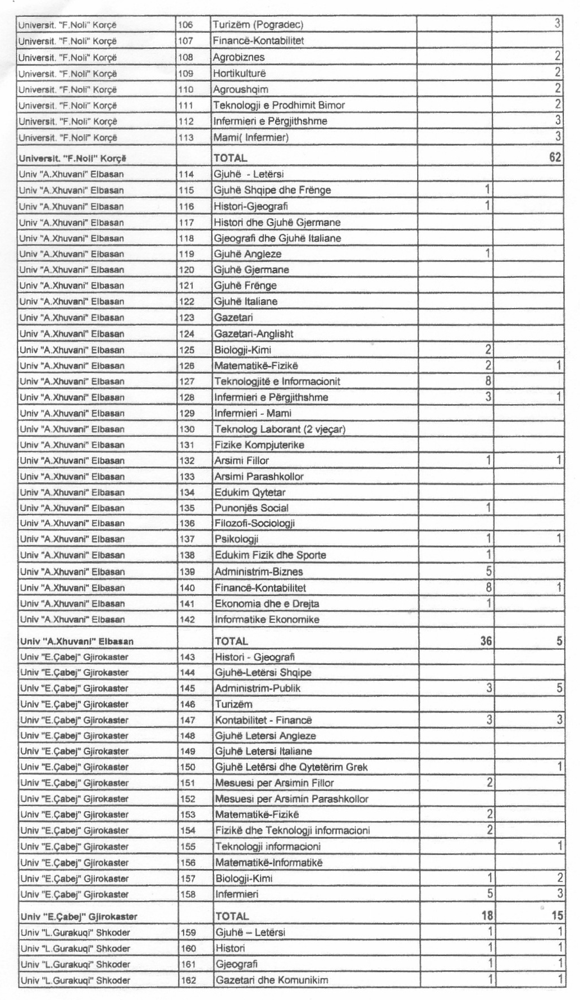 Universit. "F.Noli" Korçë 106 Turizëm (Pogradec) 3
Universit. "F.Noli" Korçë 107 Financë-Kontabilitet
Universit. "F.Noli" Korçë 108 Agrobiznes 2
Universit. "F.Noli" Korçë 109 Hortikulturë 2
Universit. "F.Noli" Korçë 110 Agroushqim 2
Universit. "F.Noli" Korçë 111 Teknologji e Prodhimit Bimor 2
Universit. "F.Noli" Korçë 112 Infermieri e Përgjithshme 3
Universit. "F.Noli" Korçë 113 Mami( Infermier) 3
Universit. "F.Noli" Korçë TOTAL 62
Univ "A.Xhuvani" Elbasan 114 Gjuhë - Letërsi
Univ "A.Xhuvani" Elbasan 115 Gjuhë Shqipe dhe Frënge 1
Univ "A.Xhuvani" Elbasan 116 Histori-Gjeografi 1
Univ "A.Xhuvani" Elbasan 117 Histori dhe Gjuhë Gjermane
Univ "A.Xhuvani" Elbasan 118 Gjeografi dhe Gjuhë Italiane
Univ "A.Xhuvani" Elbasan 119 Gjuhë Angleze 1
Univ "A.Xhuvani" Elbasan 120 Gjuhë Gjermane
Univ "A.Xhuvani" Elbasan 121 Gjuhë Frënge
Univ "A.Xhuvani" Elbasan 122 Gjuhë Italiane
Univ "A.Xhuvani" Elbasan 123 Gazetari
Univ "A.Xhuvani" Elbasan 124 Gazetari-Anglisht
Univ "A.Xhuvani" Elbasan 125 Biologji-Kimi 2
Univ "A.Xhuvani" Elbasan 126 Matematikë-Fizikë 2 1
Univ "A.Xhuvani" Elbasan 127 Teknologjitë e Informacionit 8
Univ "A.Xhuvani" Elbasan 128 Infermieri e Përgjithshme 3 1
Univ "A.Xhuvani" Elbasan 129 Infermieri - Mami
Univ "A.Xhuvani" Elbasan 130 Teknolog Laborant (2 vjeçar)
Univ "A.Xhuvani" Elbasan 131 Fizike Kompjuterike
Univ "A.Xhuvani" Elbasan 132 Arsimi Fillor 1 1
Univ "A.Xhuvani" Elbasan 133 Arsimi Parashkollor
Univ "A.Xhuvani" Elbasan 134 Edukim Qytetar
Univ "A.Xhuvani" Elbasan 135 Punonjës Social 1
Univ "A.Xhuvani" Elbasan 136 Filozofi-Sociologji
Univ "A.Xhuvani" Elbasan 137 Psikologji 1 1
Univ "A.Xhuvani" Elbasan 138 Edukim Fizik dhe Sporte 1
Univ "A.Xhuvani" Elbasan 139 Administrim-Biznes 5
Univ "A.Xhuvani" Elbasan 140 Financë-Kontabilitet 8 1
Univ "A.Xhuvani" Elbasan 141 Ekonomia dhe e Drejta 1
Univ "A.Xhuvani" Elbasan 142 Informatike Ekonomike
Univ "A.Xhuvani" Elbasan TOTAL 36 5
Univ "E.Çabej" Gjirokaster 143 Histori - Gjeografi
Univ "E.Çabej" Gjirokaster 144 Gjuhë-Letërsi Shqipe
Univ "E.Çabej" Gjirokaster 145 Administrim-Publik 3 5
Univ "E.Çabej" Gjirokaster 146 Turizëm
Univ "E.Çabej" Gjirokaster 147 Kontabilitet - Financë 3 3
Univ "E.Çabej" Gjirokaster 148 Gjuhë Letersi Angleze
Univ "E.Çabej" Gjirokaster 149 Gjuhë Letersi Italiane
Univ "E.Çabej" Gjirokaster 150 Gjuhë Letërsi dhe Qytetërim Grek 1
Univ "E.Çabej" Gjirokaster 151 Mesuesi per Arsimin Fillor 2
Univ "E.Çabej" Gjirokaster 152 Mesuesi per Arsimin Parashkollor
Univ "E.Çabej" Gjirokaster 153 Matematikë-Fizikë 2
Univ "E.Çabej" Gjirokaster 154 Fizikë dhe Teknologji informacioni 2
Univ "E.Çabej" Gjirokaster 155 Teknologji informacioni 1
Univ "E.Çabej" Gjirokaster 156 Matematikë-Informatikë
Univ "E.Çabej" Gjirokaster 157 Biologji-Kimi 1 2
Univ "E.Çabej" Gjirokaster 158 Infermieri 5 3
Univ "E.Çabej" Gjirokaster TOTAL 18 15
Univ "L.Gurakuqi" Shkoder 159 Gjuhë – Letërsi 1 1
Univ "L.Gurakuqi" Shkoder 160 Histori 1 1
Univ "L.Gurakuqi" Shkoder 161 Gjeografi 1 1
Univ "L.Gurakuqi" Shkoder 162 Gazetari dhe Komunikim 1 1